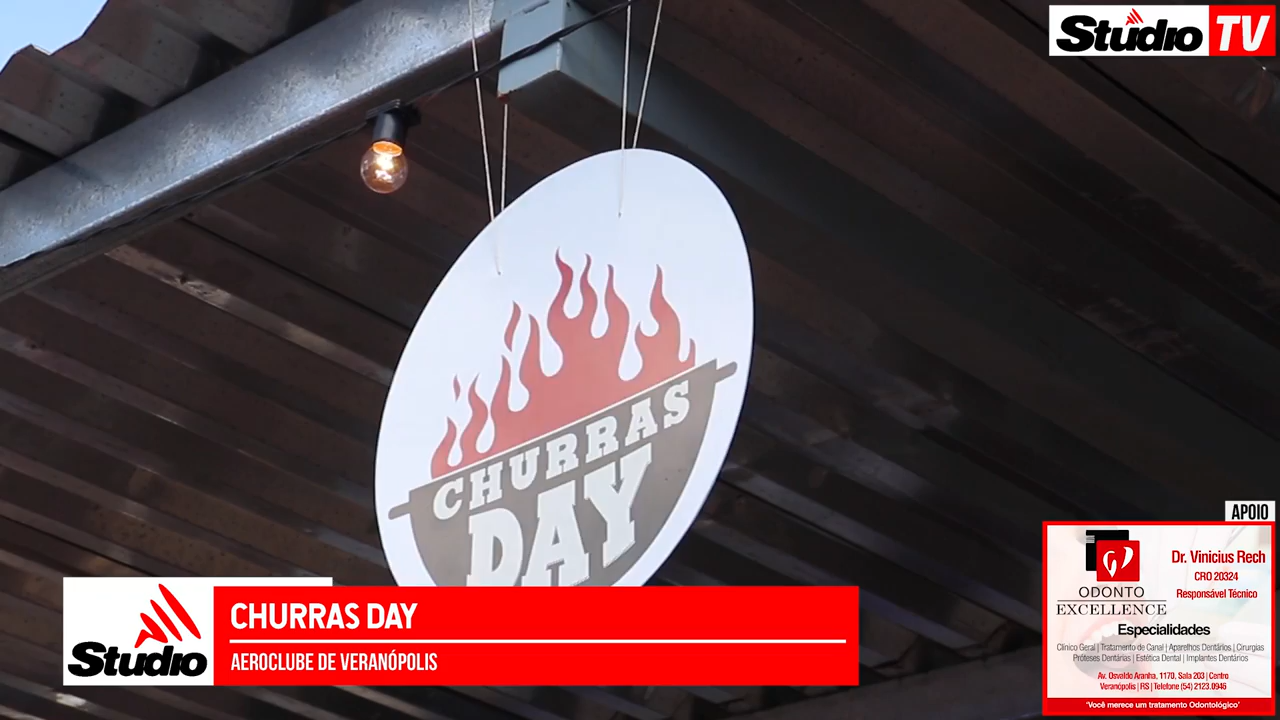 Studio TV
CHURRAS
DAY
Studio
CHURRAS DAY
AEROCLUBE DE VERANÓPOLIS
APOIO
ODONTO
EXCELLENCE
Dr. Vinicius Rech
CRO 20324
Responsável Técnico
Especialidades
Clínico Geral | Tratamento de Canal | Aparelhos Dentários | Cirurgias
Próteses Dentárias | Estética Dental | Implantes Dentários
Av. Osvaldo Aranha, 1170, Sala 203 | Centro
Veranópolis | RS | Telefone (54) 2123.0946
"Você merece um tratamento Odontológico"